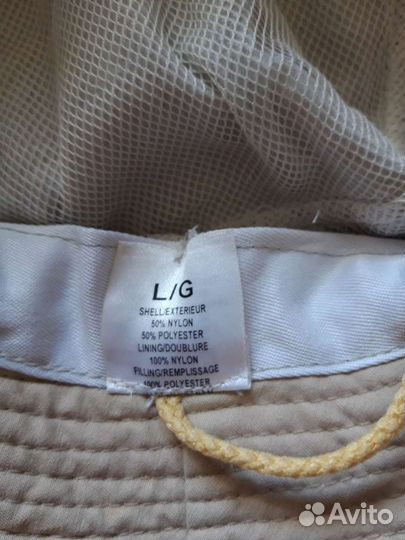 L/G
SHELL/EXTERIEUR
50% NYLON
50% POLYESTER
LINING/DOUBLURE
100% NYLON
FILLING/REMPLISSAGE
100% POLYESTER
Avito